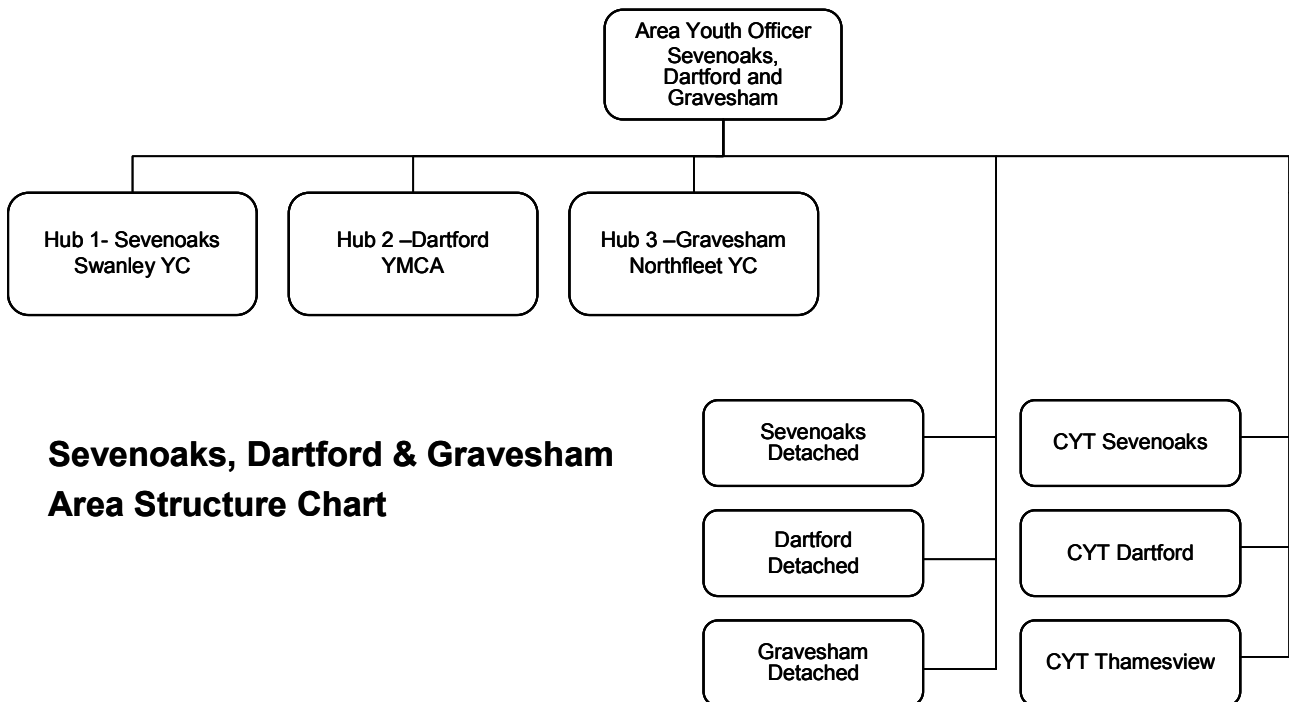 Area Youth Officer
Sevenoaks,
Dartford and
Gravesham
Hub 1- Sevenoaks
Swanley YC
Hub 2 –Dartford
YMCA
Hub 3 –Gravesham
Northfleet YC
Sevenoaks, Dartford & Gravesham
Area Structure Chart
Sevenoaks
Detached
CYT Sevenoaks
Dartford
Detached
CYT Dartford
Gravesham
Detached
CYT Thamesview